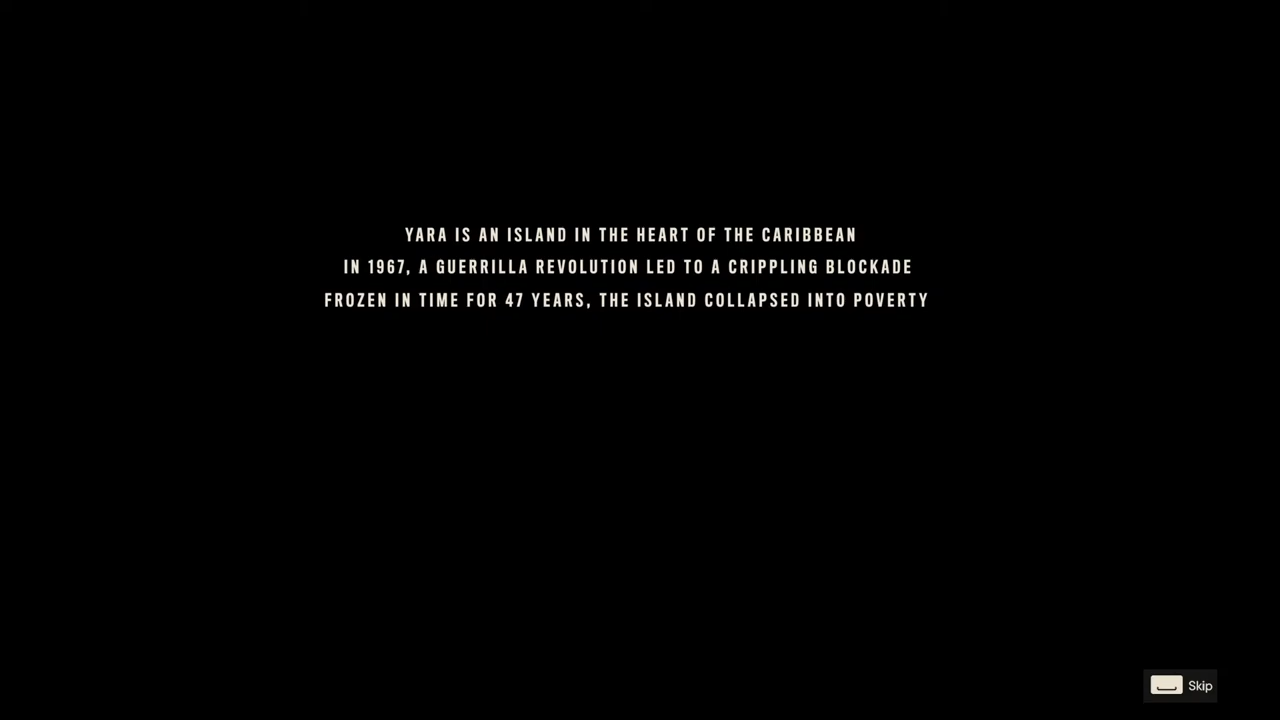 YARA IS AN ISLAND IN THE HEART OF THE CARIBBEAN
IN 1967, A GUERRILLA REVOLUTION LED TO A CRIPPLING BLOCKADE
FROZEN IN TIME FOR 47 YEARS, THE ISLAND COLLAPSED INTO POVERTY
Skip